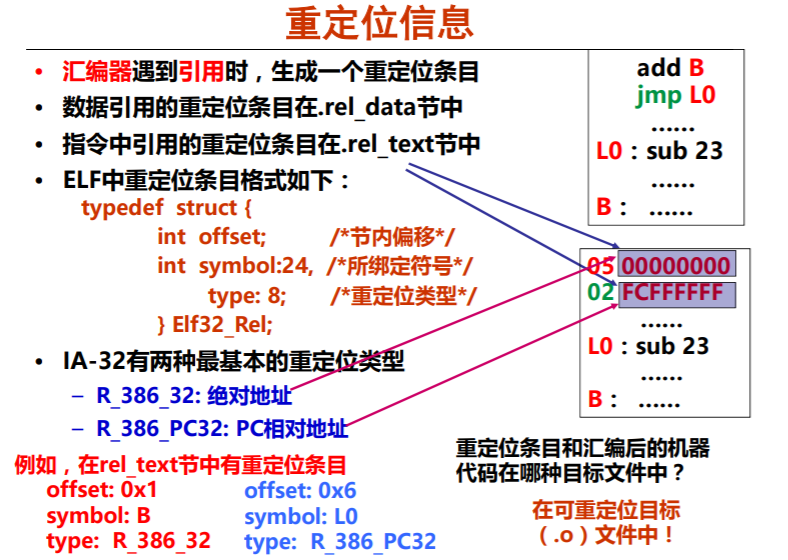 重定位信息
• 汇编器遇到引用时，生成一个重定位条目
• 数据引用的重定位条目在.rel_data节中
• 指令中引用的重定位条目在.rel_text节中
• ELF中重定位条目格式如下：
typedef struct {
int offset; /*节内偏移*/
int symbol:24, /*所绑定符号*/
type: 8; /*重定位类型*/
} Elf32_Rel;
• IA-32有两种最基本的重定位类型
– R_386_32: 绝对地址
– R_386_PC32: PC相对地址
例如，在rel_text节中有重定位条目
offset: 0x1 offset: 0x6
symbol: B symbol: L0
type: R_386_32 type: R_386_PC32
add B
jmp L0
……
L0：sub 23
……
B： ……
05 00000000
02 FCFFFFFF
……
L0：sub 23
……
B： ……
重定位条目和汇编后的机器
代码在哪种目标文件中？
在可重定位目标
（.o）文件中！